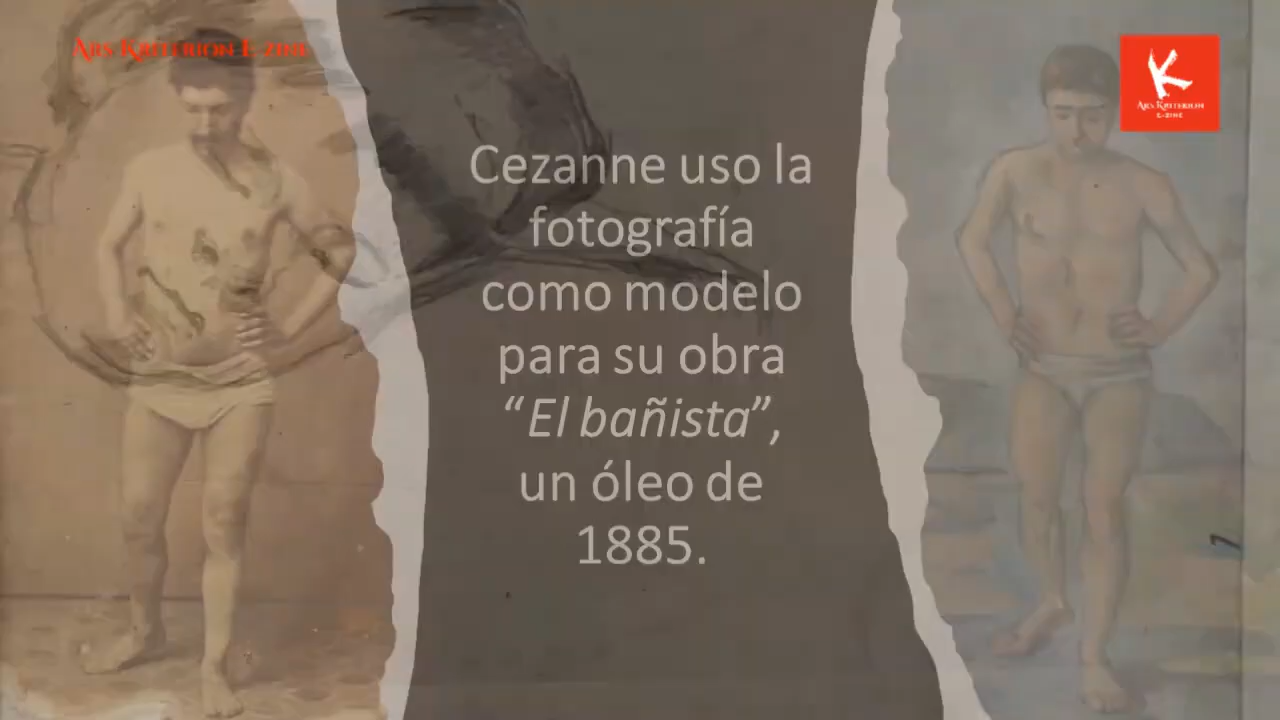 ARS KRITERION E-ZINE
K
ARS KRITERION
E-ZINE
Cezanne uso la
fotografía
como modelo
para su obra
“El bañista”,
un óleo de
1885.